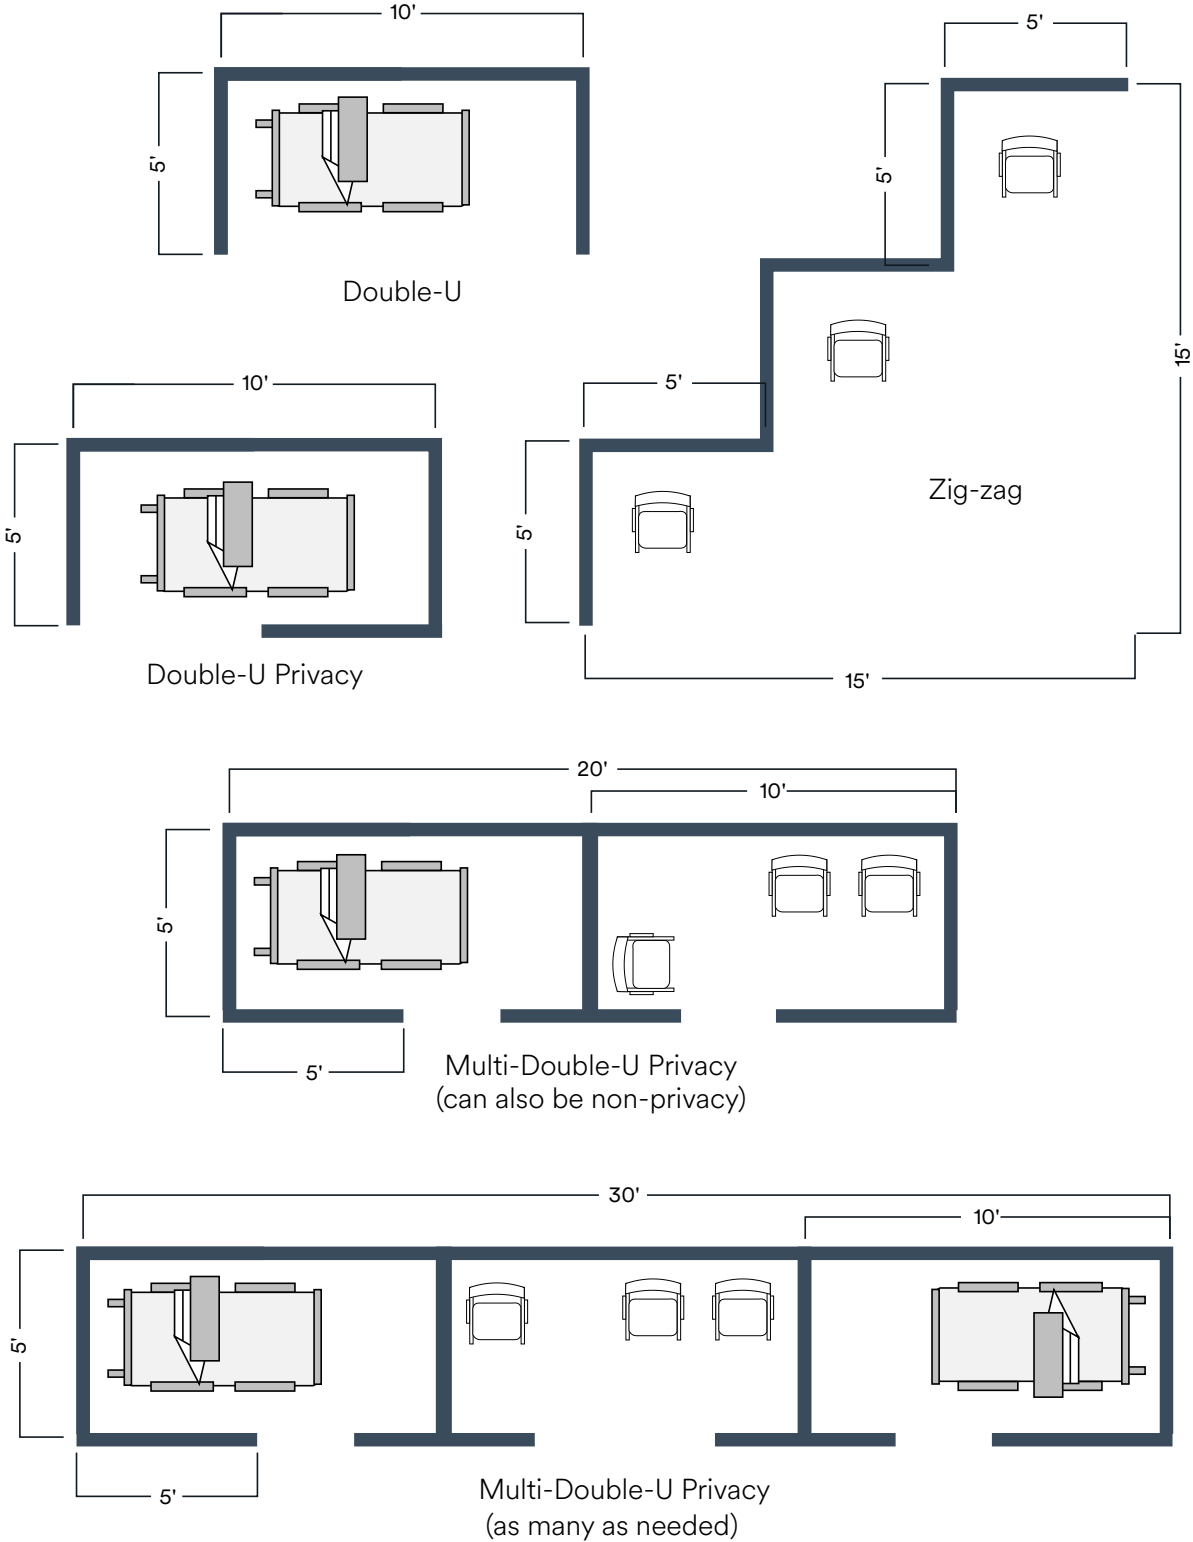 10'
5'
Double-U
5'
5'
15'
5'
5'
15'
Zig-zag
10'
5'
Double-U Privacy
20'
10'
5'
5'
Multi-Double-U Privacy
(can also be non-privacy)
30'
10'
5'
5'
Multi-Double-U Privacy
(as many as needed)